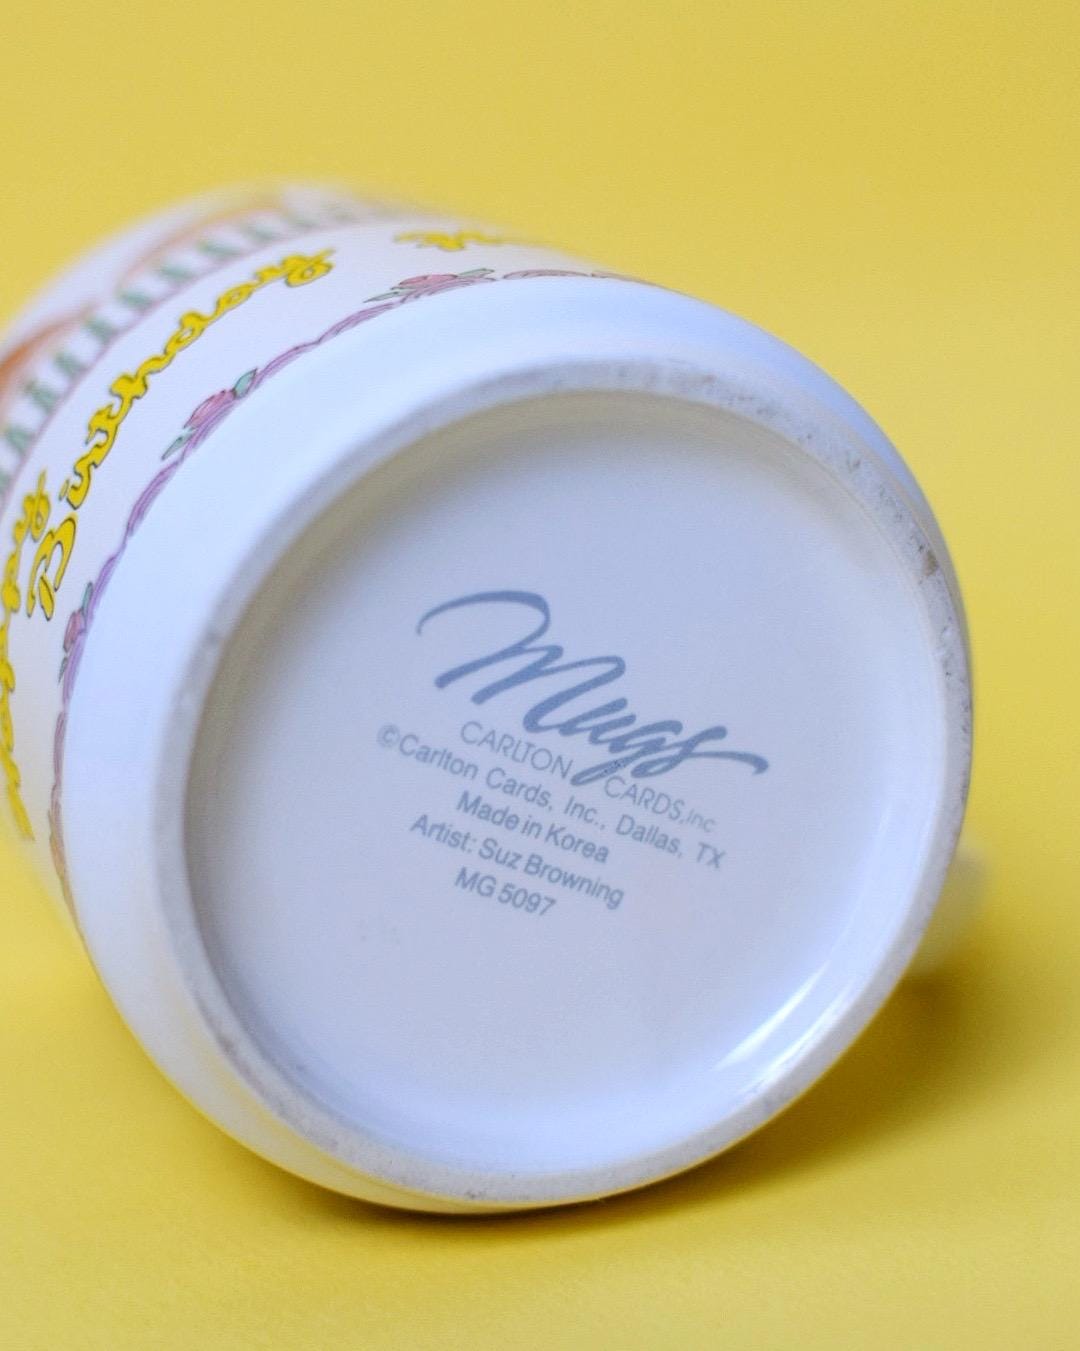 Birthday
Mugs
CARLTON CARDS, Inc.
©Carlton Cards, Inc., Dallas, TX
Made in Korea
Artist: Suz Browning
MG 5097